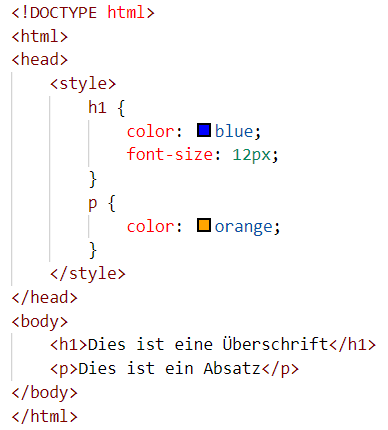 <!DOCTYPE html>
<html>
<head>
    <style>
        h1 {
            color: blue;
            font-size: 12px;
        }
        p {
            color: orange;
        }
    </style>
</head>
<body>
    <h1>Dies ist eine Überschrift</h1>
    <p>Dies ist ein Absatz</p>
</body>
</html>